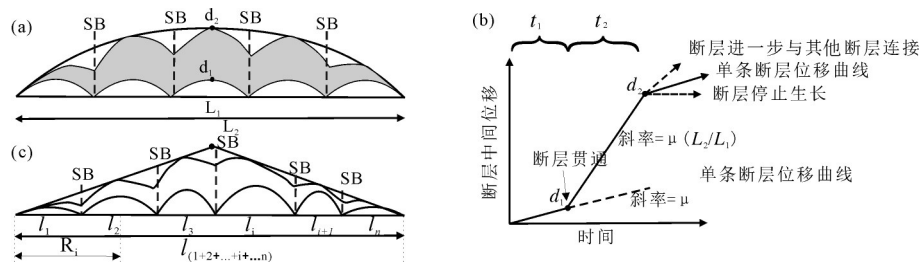 (a)
SB
SB
d₂
SB
SB
d₁
L₁
L₂
(c)
SB
SB
SB
SB
SB
l₁
l₂
l₃
lᵢ
lᵢ₊₁
lₙ
Rᵢ
l₍₁₊₂₊...₊ᵢ₊...ₙ₎
(b)
t₁
t₂
断层进一步与其他断层连接
单条断层位移曲线
断层停止生长
d₂
断层中间位移
斜率=μ (L₂/L₁)
断层贯通
单条断层位移曲线
d₁
斜率=μ
时间